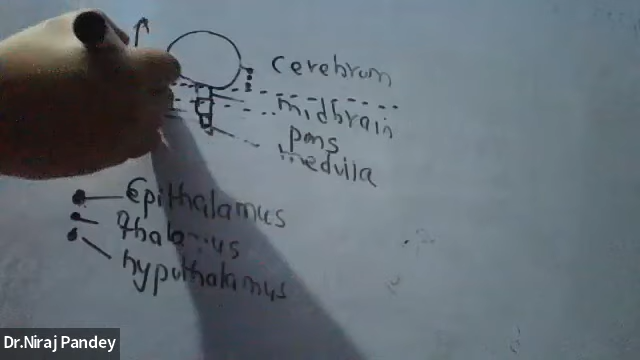 cerebrum
midbrain
pons
medulla
Epithalamus
thalamus
hypothalamus
Dr.Niraj Pandey